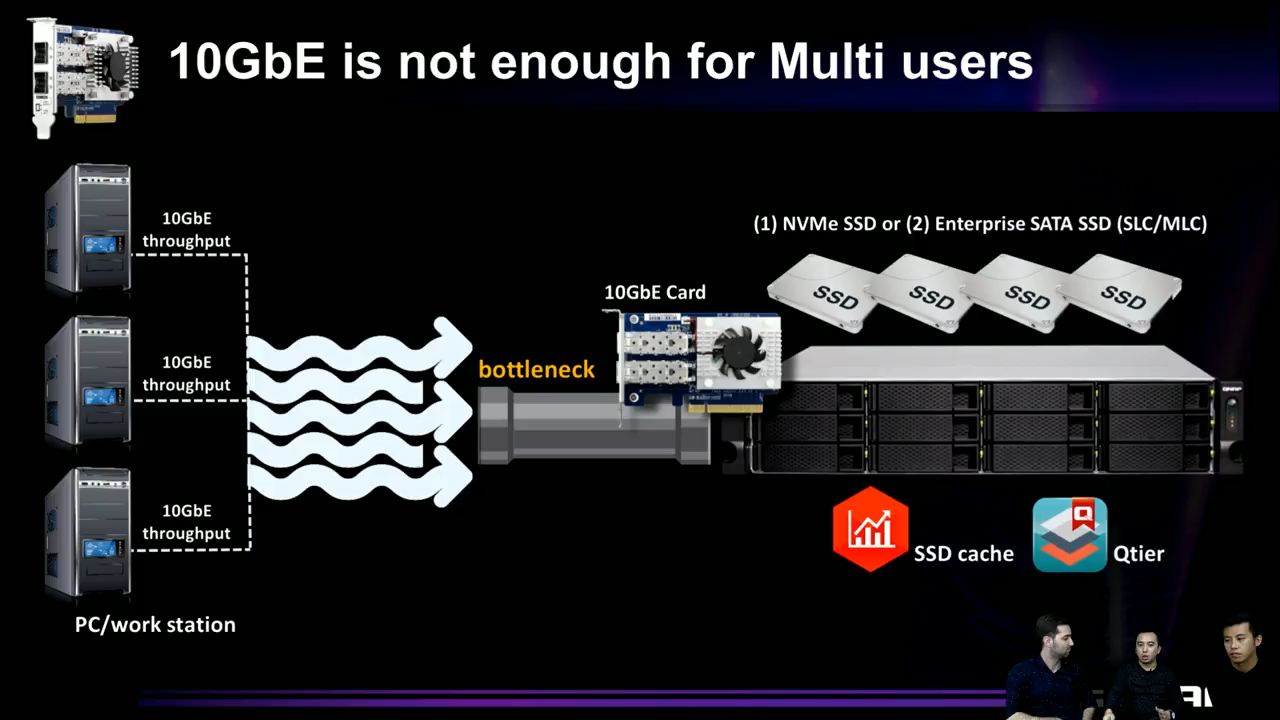 10GbE is not enough for Multi users
10GbE
throughput
(1) NVMe SSD or (2) Enterprise SATA SSD (SLC/MLC)
SSD
SSD
SSD
SSD
10GbE Card
10GbE
throughput
bottleneck
QNAP
10GbE
throughput
SSD cache
Q
Qtier
PC/work station